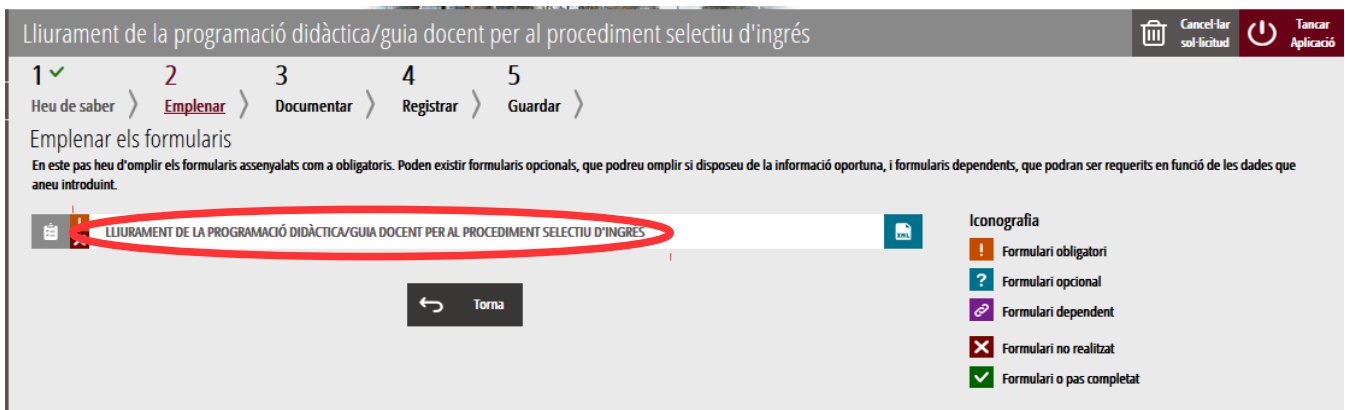 Lliurament de la programació didàctica/guia docent per al procediment selectiu d'ingrés
Cancel·lar
sol·licitud
Tancar
Aplicació
1 2 3 4 5
Heu de saber Emplenar Documentar Registrar Guardar
Emplenar els formularis
En este pas heu d'omplir els formularis assenyalats com a obligatoris. Poden existir formularis opcionals, que podreu omplir si disposeu de la informació oportuna, i formularis dependents, que podran ser requerits en funció de les dades que
aneu introduint.
LLIURAMENT DE LA PROGRAMACIÓ DIDÀCTICA/GUIA DOCENT PER AL PROCEDIMENT SELECTIU D'INGRÉS
XML
Torna
Iconografia
! Formulari obligatori
? Formulari opcional
Formulari dependent
Formulari no realitzat
Formulari o pas completat